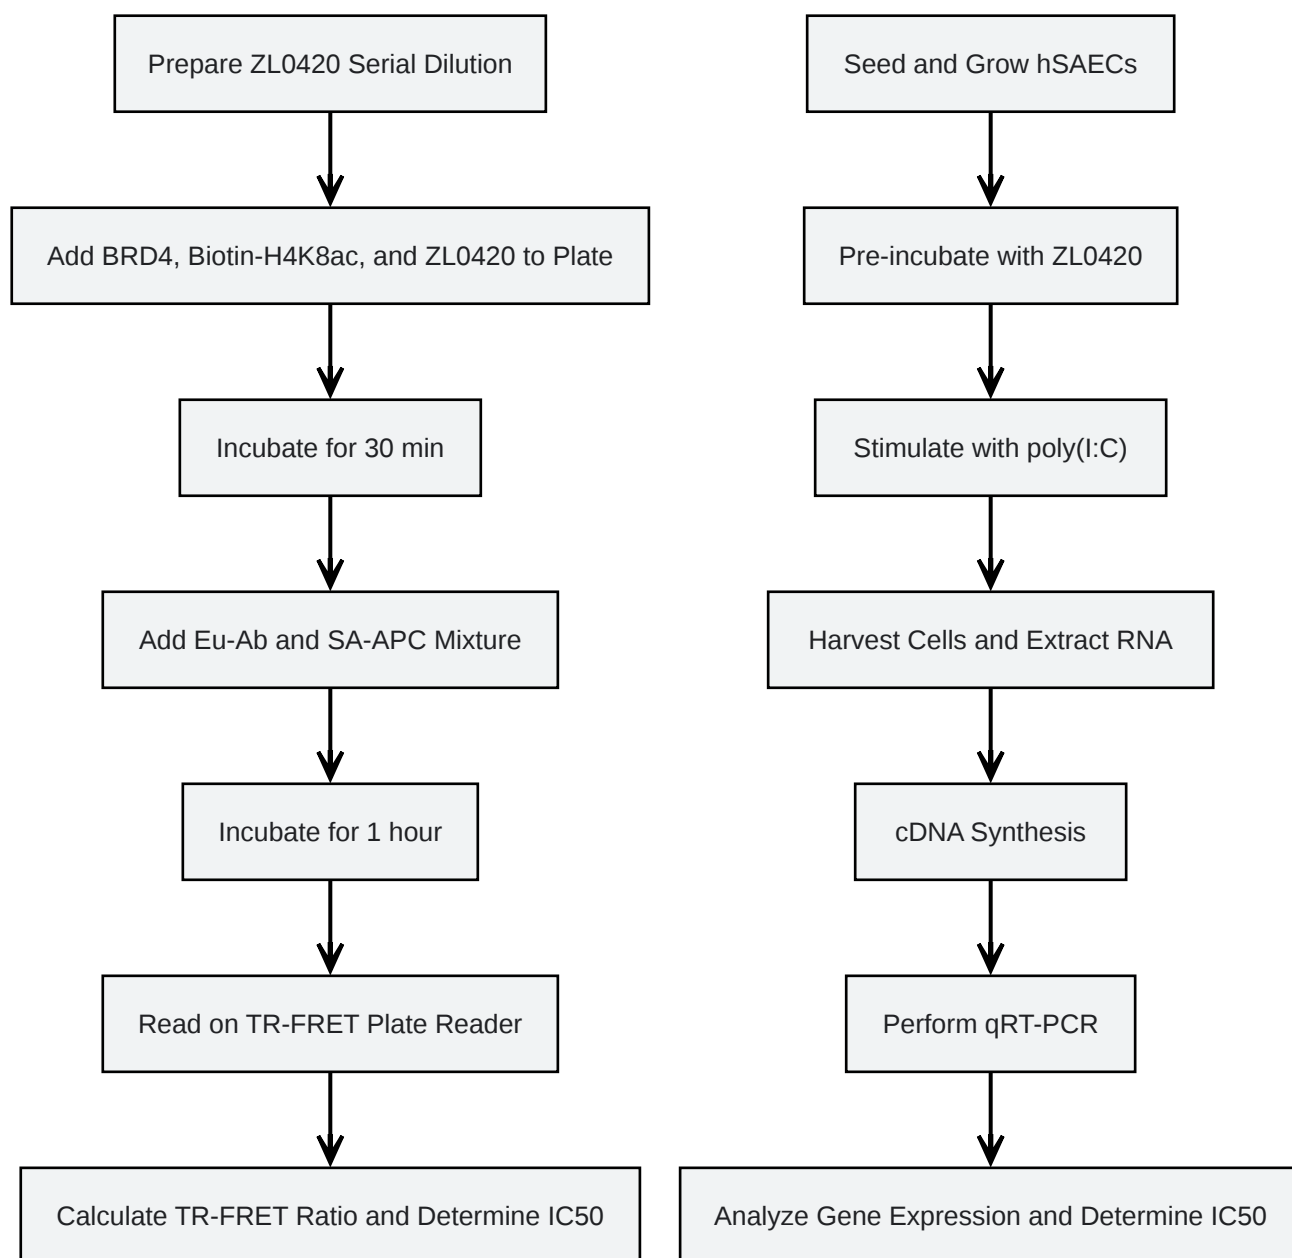 Prepare ZL0420 Serial Dilution
Add BRD4, Biotin-H4K8ac, and ZL0420 to Plate
Incubate for 30 min
Add Eu-Ab and SA-APC Mixture
Incubate for 1 hour
Read on TR-FRET Plate Reader
Calculate TR-FRET Ratio and Determine IC50
Seed and Grow hSAECs
Pre-incubate with ZL0420
Stimulate with poly(I:C)
Harvest Cells and Extract RNA
cDNA Synthesis
Perform qRT-PCR
Analyze Gene Expression and Determine IC50